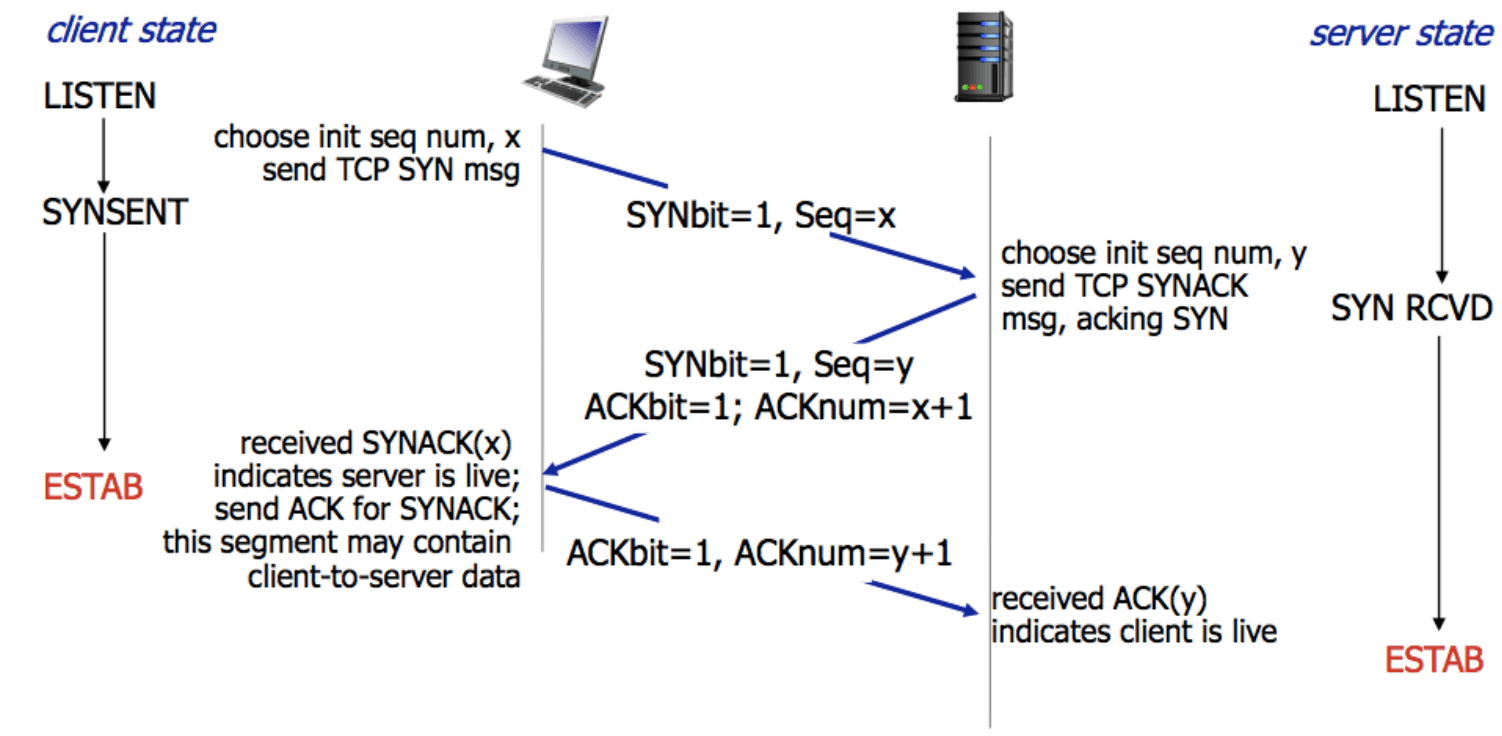 client state
server state
LISTEN
LISTEN
choose init seq num, x
send TCP SYN msg
SYNSENT
SYNbit=1, Seq=x
choose init seq num, y
send TCP SYNACK
msg, acking SYN
SYN RCVD
SYNbit=1, Seq=y
ACKbit=1; ACKnum=x+1
received SYNACK(x)
indicates server is live;
send ACK for SYNACK;
this segment may contain
client-to-server data
ESTAB
ACKbit=1, ACKnum=y+1
received ACK(y)
indicates client is live
ESTAB